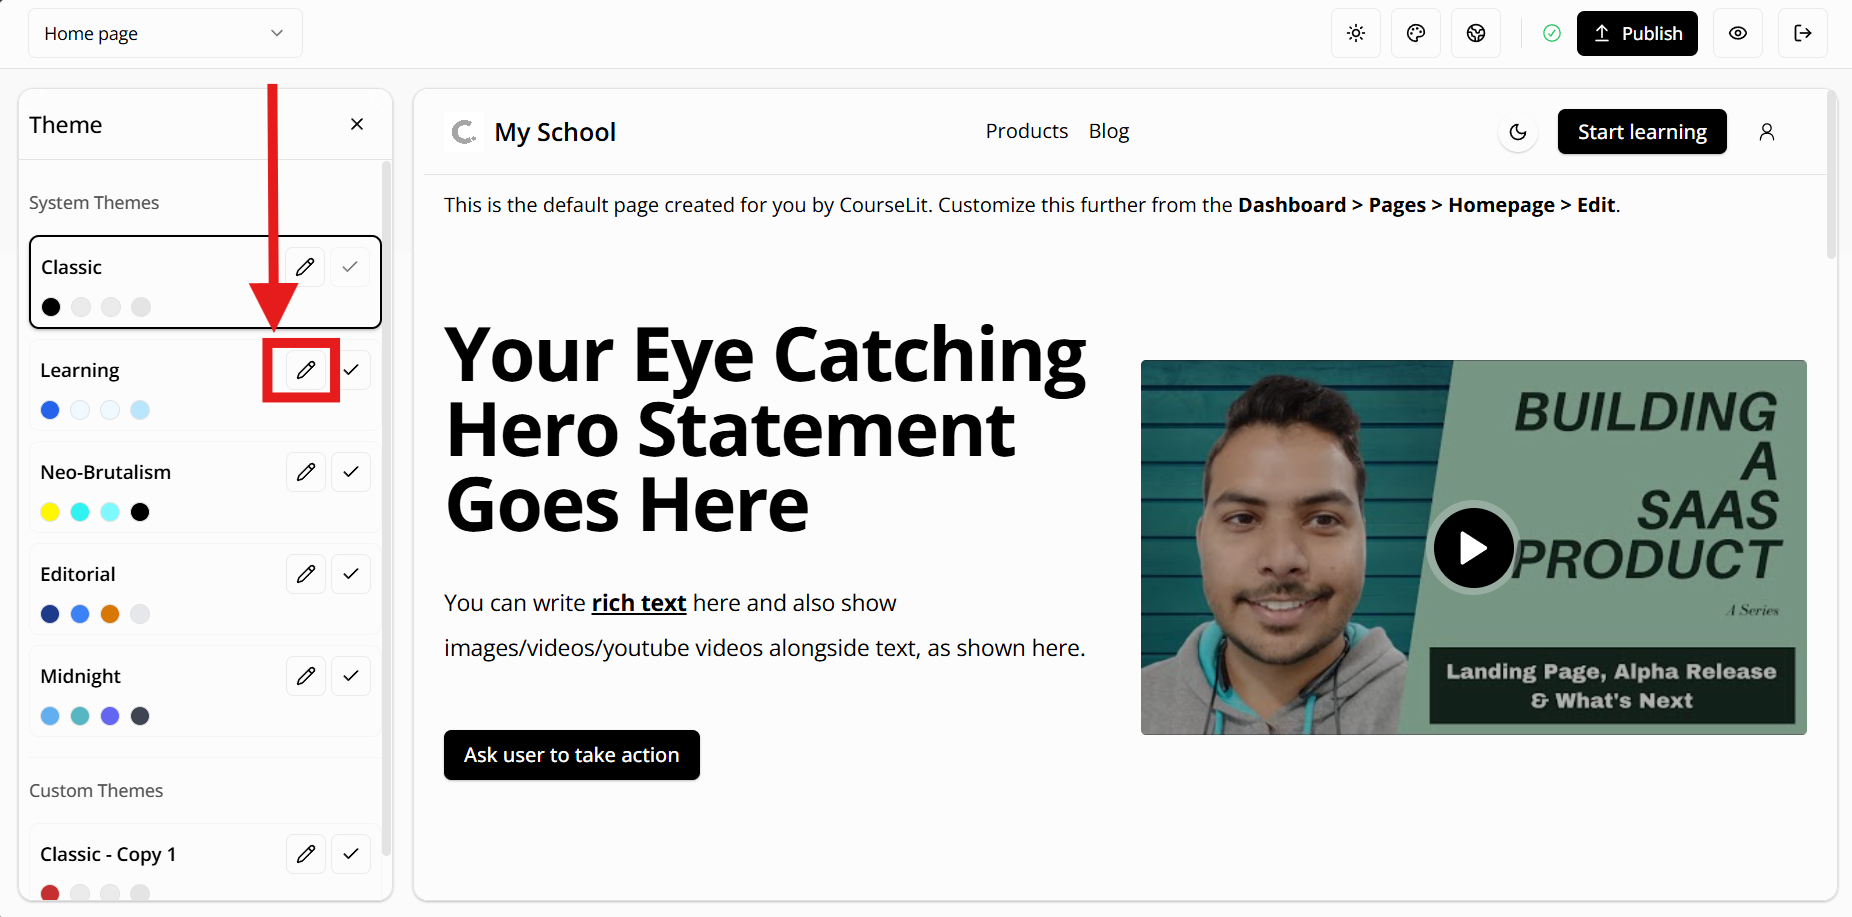 Home page
Publish
Theme
System Themes
Classic
Learning
Neo-Brutalism
Editorial
Midnight
Custom Themes
Classic - Copy 1
My School
Products
Blog
Start learning
This is the default page created for you by CourseLit. Customize this further from the Dashboard > Pages > Homepage > Edit.
Your Eye Catching
Hero Statement
Goes Here
You can write rich text here and also show
images/videos/youtube videos alongside text, as shown here.
Ask user to take action
BUILDING
A
SAAS
PRODUCT
A Series
Landing Page, Alpha Release
& What's Next